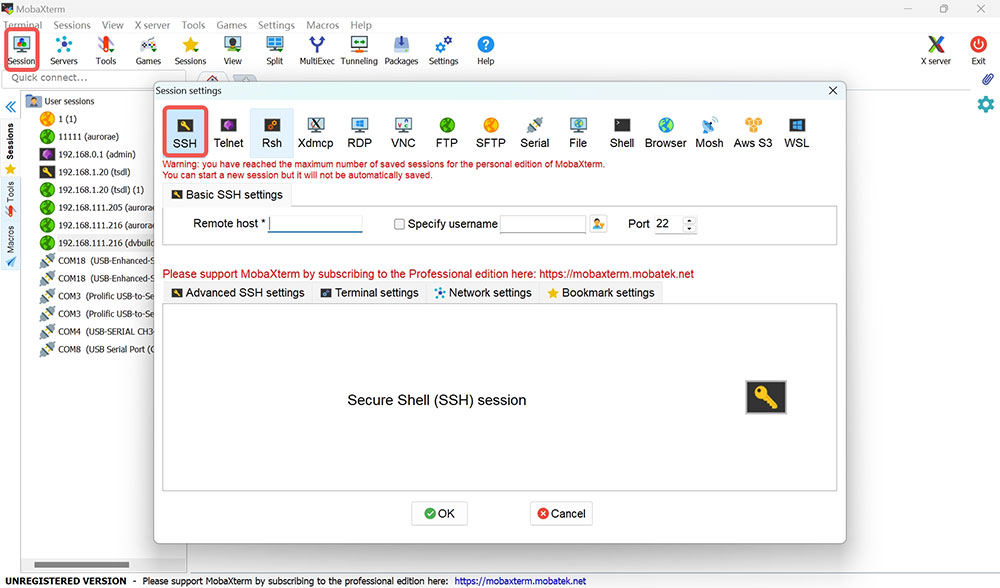 MobaXterm
Terminal Sessions View X server Tools Games Settings Macros Help
Session Servers Tools Games Sessions View Split MultiExec Tunneling Packages Settings Help X server Exit
Quick connect...
Sessions
Tools
Macros
User sessions
1 (1)
11111 (aurorae)
192.168.0.1 (admin)
192.168.1.20 (tsdl)
192.168.1.20 (tsdl) (1)
192.168.111.205 (aurora
192.168.111.216 (aurora
192.168.111.216 (dvbuild
COM18 (USB-Enhanced-S
COM18 (USB-Enhanced-S
COM3 (Prolific USB-to-Se
COM3 (Prolific USB-to-Se
COM4 (USB-SERIAL CH3
COM8 (USB Serial Port (C
Session settings
SSH Telnet Rsh Xdmcp RDP VNC FTP SFTP Serial File Shell Browser Mosh Aws S3 WSL
Warning: you have reached the maximum number of saved sessions for the personal edition of MobaXterm.
You can start a new session but it will not be automatically saved.
Basic SSH settings
Remote host * Specify username Port 22
Please support MobaXterm by subscribing to the Professional edition here: https://mobaxterm.mobatek.net
Advanced SSH settings Terminal settings Network settings Bookmark settings
Secure Shell (SSH) session
OK Cancel
UNREGISTERED VERSION - Please support MobaXterm by subscribing to the professional edition here: https://mobaxterm.mobatek.net